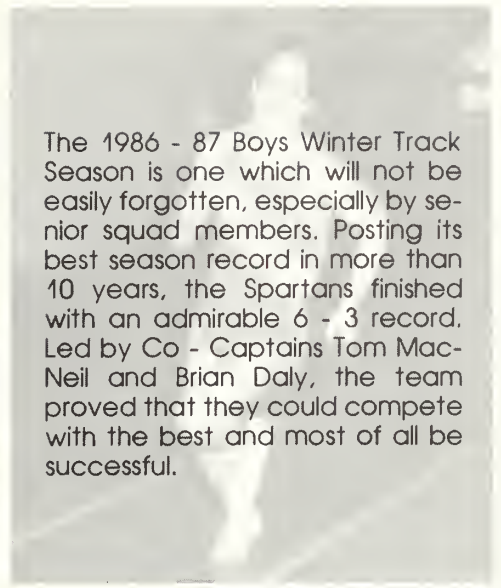 The 1986 - 87 Boys Winter Track
Season is one which will not be
easily forgotten, especially by se-
nior squad members. Posting its
best season record in more than
10 years, the Spartans finished
with an admirable 6 - 3 record.
Led by Co - Captains Tom Mac-
Neil and Brian Daly, the team
proved that they could compete
with the best and most of all be
successful.